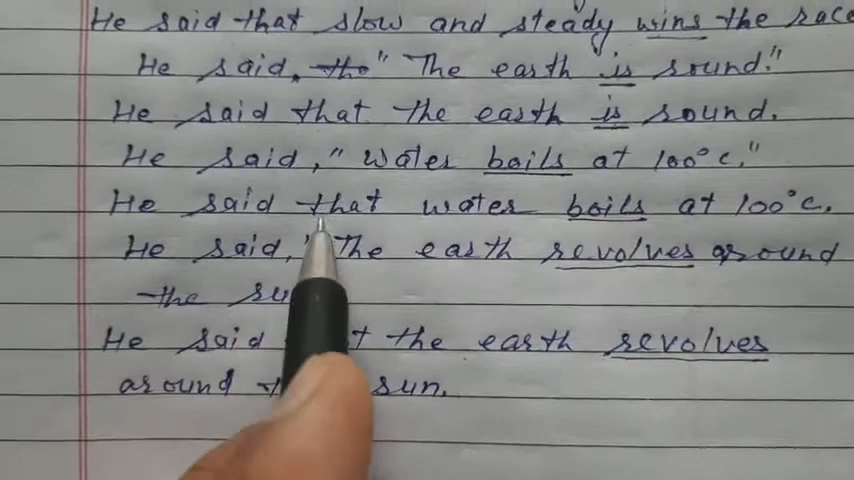 He said that slow and steady wins the race
He said, "The earth is round."
He said that the earth is round.
He said, "Water boils at 100°c."
He said that water boils at 100°c.
He said, "The earth revolves around
the su
He said t the earth revolves
around t sun.